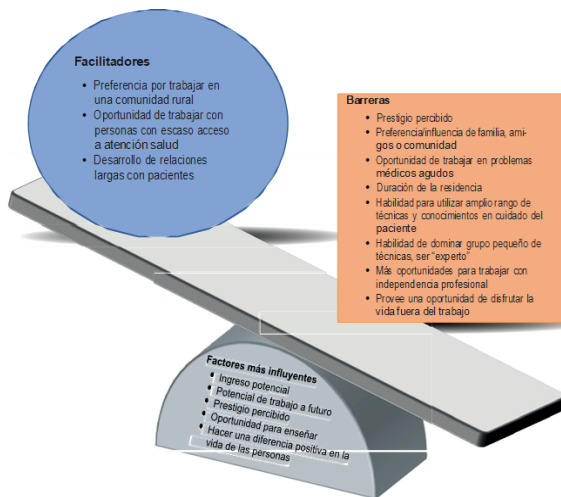 Facilitadores
• Preferencia por trabajar en
una comunidad rural
• Oportunidad de trabajar con
personas con escaso acceso
a atención salud
• Desarrollo de relaciones
largas con pacientes
Barreras
• Prestigio percibido
• Preferencia/influencia de familia, ami-
gos o comunidad
• Oportunidad de trabajar en problemas
médicos agudos
• Duración de la residencia
• Habilidad para utilizar amplio rango de
técnicas y conocimientos en cuidado del
paciente
• Habilidad de dominar grupo pequeño de
técnicas, ser “experto”
• Más oportunidades para trabajar con
independencia profesional
• Provee una oportunidad de disfrutar la
vida fuera del trabajo
Factores más influyentes
• Ingreso potencial
• Potencial de trabajo a futuro
• Prestigio percibido
• Oportunidad para enseñar
• Hacer una diferencia positiva en la
vida de las personas